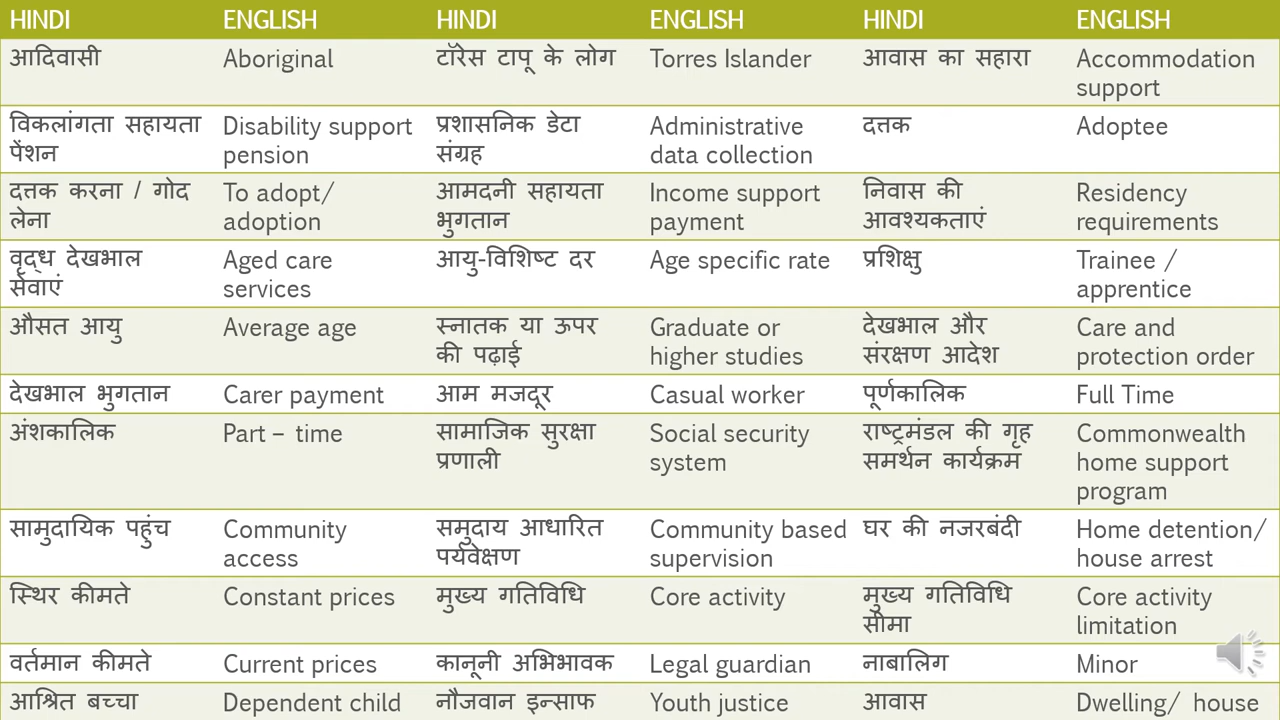 HINDI ENGLISH HINDI ENGLISH HINDI ENGLISH
आदिवासी Aboriginal टॉरेस टापू के लोग Torres Islander आवास का सहारा Accommodation
support
विकलांगता सहायता Disability support प्रशासनिक डेटा Administrative दत्तक Adoptee
पेंशन pension संग्रह data collection
दत्तक करना / गोद To adopt/ आमदनी सहायता Income support निवास की Residency
लेना adoption भुगतान payment आवश्यकताएं requirements
वृद्ध देखभाल Aged care आयु-विशिष्ट दर Age specific rate प्रशिक्षु Trainee /
सेवाएं services apprentice
औसत आयु Average age स्नातक या ऊपर Graduate or देखभाल और Care and
की पढ़ाई higher studies संरक्षण आदेश protection order
देखभाल भुगतान Carer payment आम मजदूर Casual worker पूर्णकालिक Full Time
अंशकालिक Part – time सामाजिक सुरक्षा Social security राष्ट्रमंडल की गृह Commonwealth
प्रणाली system समर्थन कार्यक्रम home support
program
सामुदायिक पहुंच Community समुदाय आधारित Community based घर की नजरबंदी Home detention/
access पर्यवेक्षण supervision house arrest
स्थिर कीमते Constant prices मुख्य गतिविधि Core activity मुख्य गतिविधि Core activity
सीमा limitation
वर्तमान कीमते Current prices कानूनी अभिभावक Legal guardian नाबालिग Minor
आश्रित बच्चा Dependent child नौजवान इन्साफ Youth justice आवास Dwelling/ house